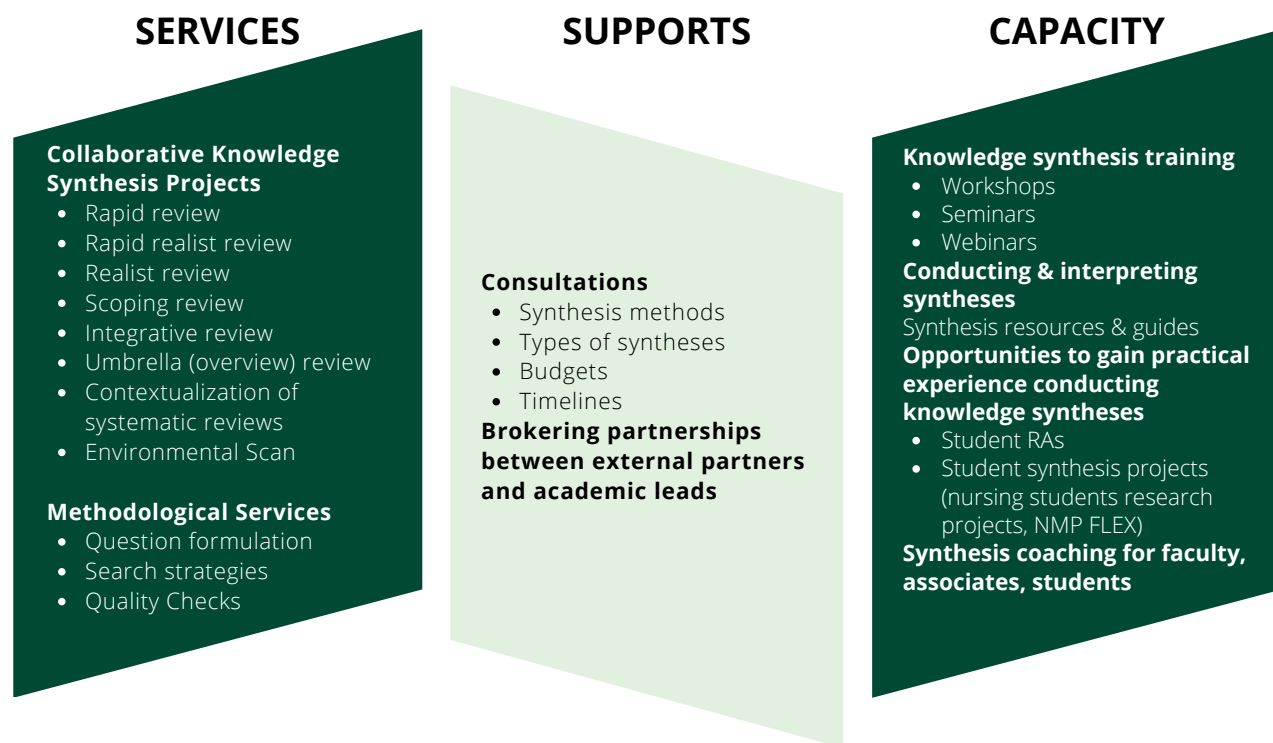 SERVICES
Collaborative Knowledge
Synthesis Projects
• Rapid review
• Rapid realist review
• Realist review
• Scoping review
• Integrative review
• Umbrella (overview) review
• Contextualization of
systematic reviews
• Environmental Scan
Methodological Services
• Question formulation
• Search strategies
• Quality Checks
SUPPORTS
Consultations
• Synthesis methods
• Types of syntheses
• Budgets
• Timelines
Brokering partnerships
between external partners
and academic leads
CAPACITY
Knowledge synthesis training
• Workshops
• Seminars
• Webinars
Conducting & interpreting
syntheses
Synthesis resources & guides
Opportunities to gain practical
experience conducting
knowledge syntheses
• Student RAs
• Student synthesis projects
(nursing students research
projects, NMP FLEX)
Synthesis coaching for faculty,
associates, students